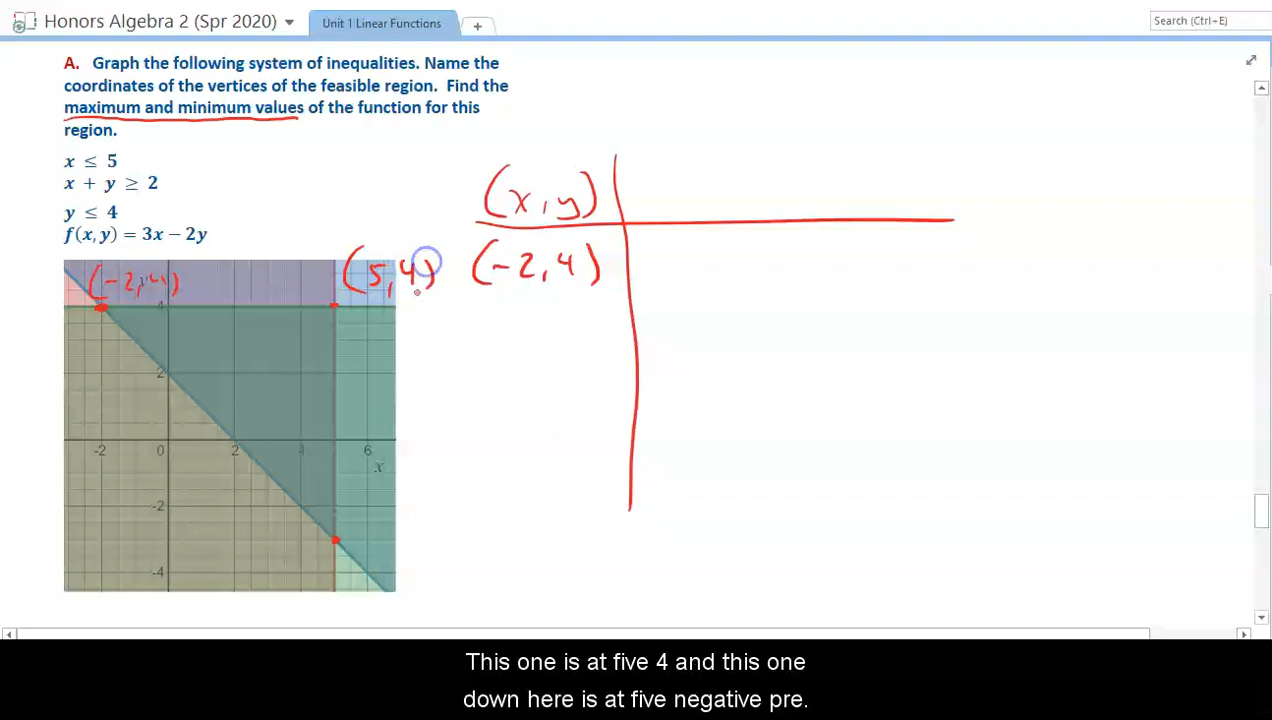 Honors Algebra 2 (Spr 2020)
Unit 1 Linear Functions
+
Search (Ctrl+E)
A. Graph the following system of inequalities. Name the
coordinates of the vertices of the feasible region. Find the
maximum and minimum values of the function for this
region.
x ≤ 5
x + y ≥ 2
y ≤ 4
f(x, y) = 3x − 2y
(x, y)
(-2, 4)
(5, 4)
(-2, 4)
4
2
-2
0
2
4
6
x
-2
-4
This one is at five 4 and this one
down here is at five negative pre.